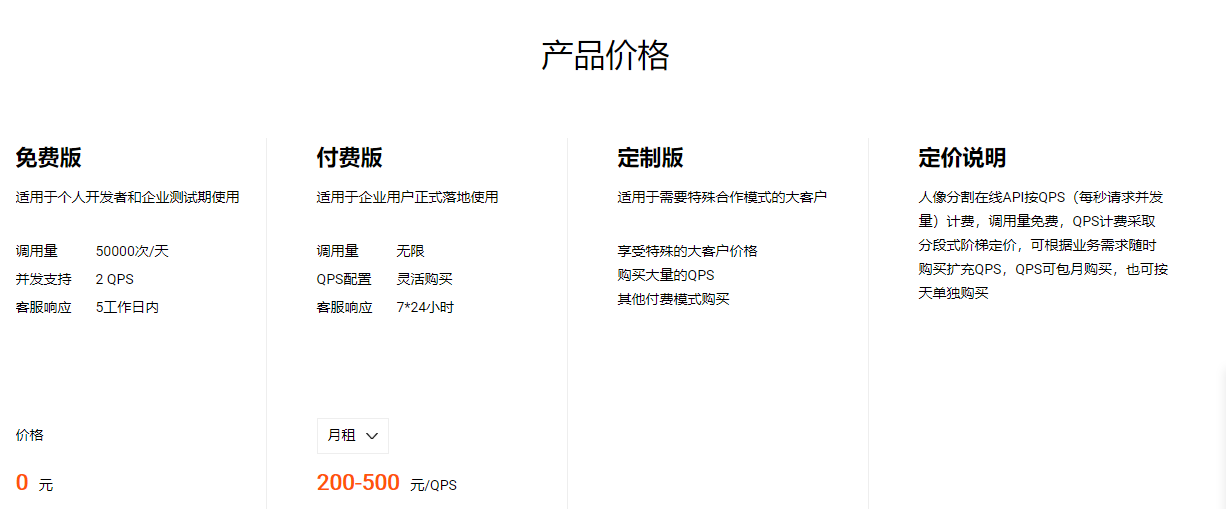 产品价格
免费版
适用于个人开发者和企业测试期使用
调用量 50000次/天
并发支持 2 QPS
客服响应 5工作日内
价格
0 元
付费版
适用于企业用户正式落地使用
调用量 无限
QPS配置 灵活购买
客服响应 7*24小时
月租
200-500 元/QPS
定制版
适用于需要特殊合作模式的大客户
享受特殊的大客户价格
购买大量的QPS
其他付费模式购买
定价说明
人像分割在线API按QPS（每秒请求并发
量）计费，调用量免费，QPS计费采取
分段式阶梯定价，可根据业务需求随时
购买扩充QPS，QPS可包月购买，也可按
天单独购买